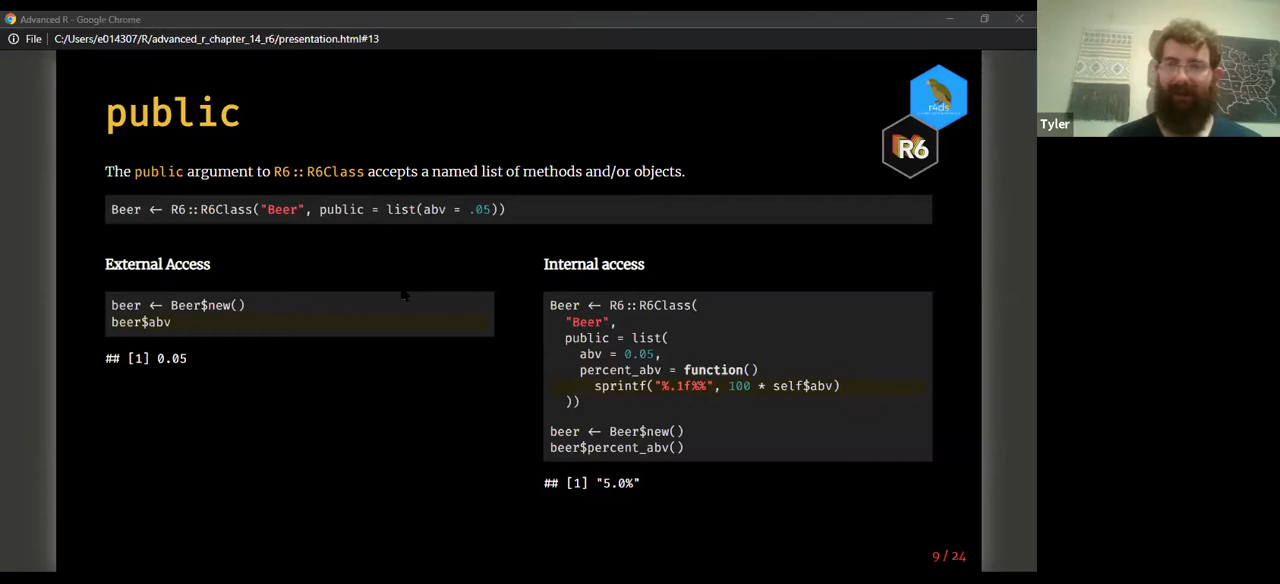 Advanced R - Google Chrome
File
C:/Users/e014307/R/advanced_r_chapter_14_r6/presentation.html#13
public
r4ds
R6
Tyler
The public argument to R6::R6Class accepts a named list of methods and/or objects.
Beer ← R6::R6Class("Beer", public = list(abv = .05))
External Access
beer ← Beer$new()
beer$abv
## [1] 0.05
Internal access
Beer ← R6::R6Class(
"Beer",
public = list(
abv = 0.05,
percent_abv = function()
sprintf("%.1f%%", 100 * self$abv)
))
beer ← Beer$new()
beer$percent_abv()
## [1] "5.0%"
9 / 24